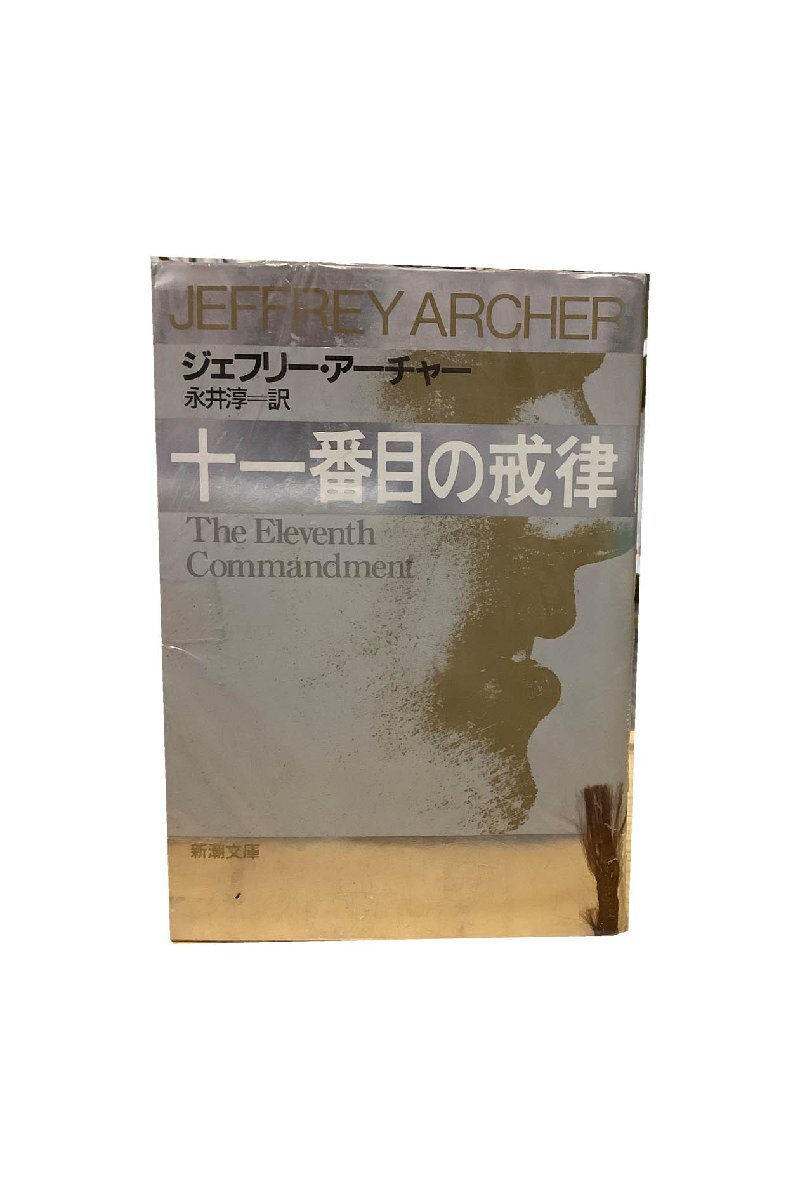 JEFFREY ARCHER
ジェフリー・アーチャー
永井淳=訳
十一番目の戒律
The Eleventh
Commandment
新潮文庫